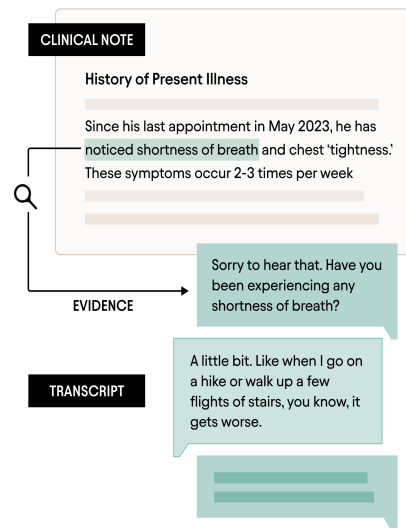 CLINICAL NOTE
History of Present Illness
Since his last appointment in May 2023, he has
noticed shortness of breath and chest ‘tightness.’
These symptoms occur 2-3 times per week
EVIDENCE
Sorry to hear that. Have you
been experiencing any
shortness of breath?
TRANSCRIPT
A little bit. Like when I go on
a hike or walk up a few
flights of stairs, you know, it
gets worse.